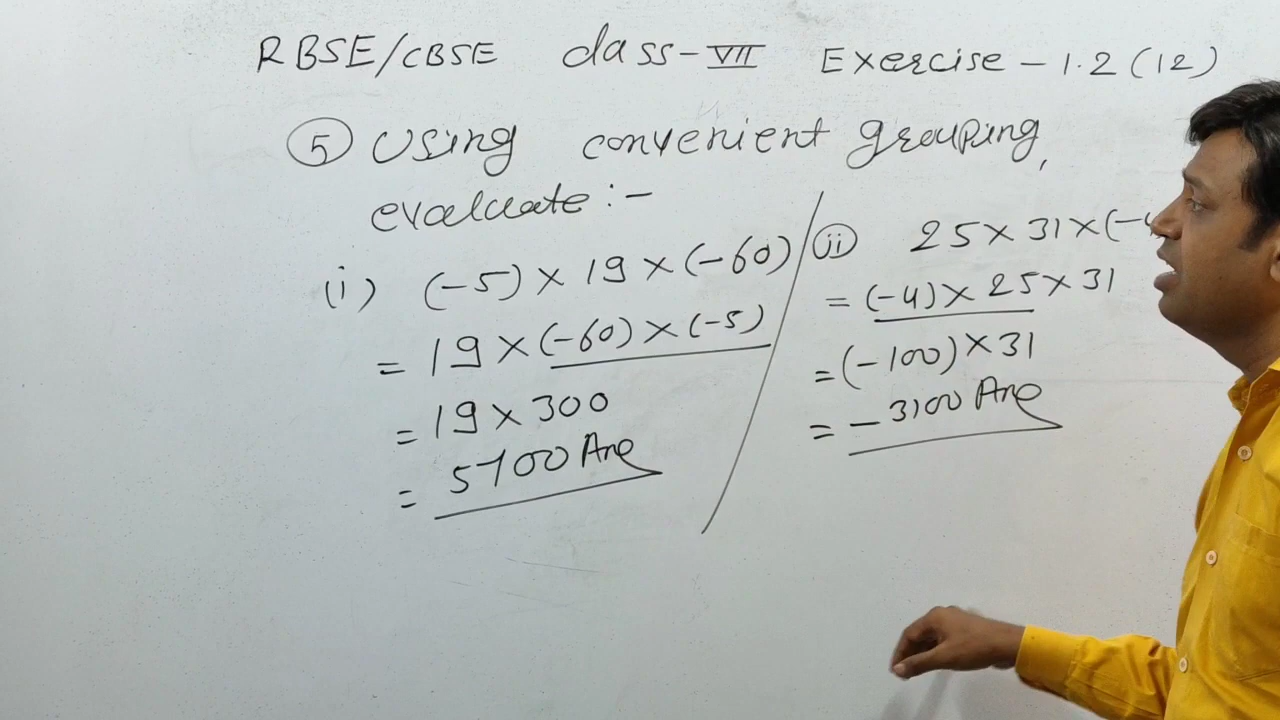 RBSE/CBSE class-VII Exercise-1.2(12)
5 Using convenient grouping,
evaluate:-
(i) (-5)×19×(-60)
= 19×(-60)×(-5)
= 19×300
= 5700 Ans
(ii) 25×31×(-4
= (-4)×25×31
= (-100)×31
= -3100 Ans